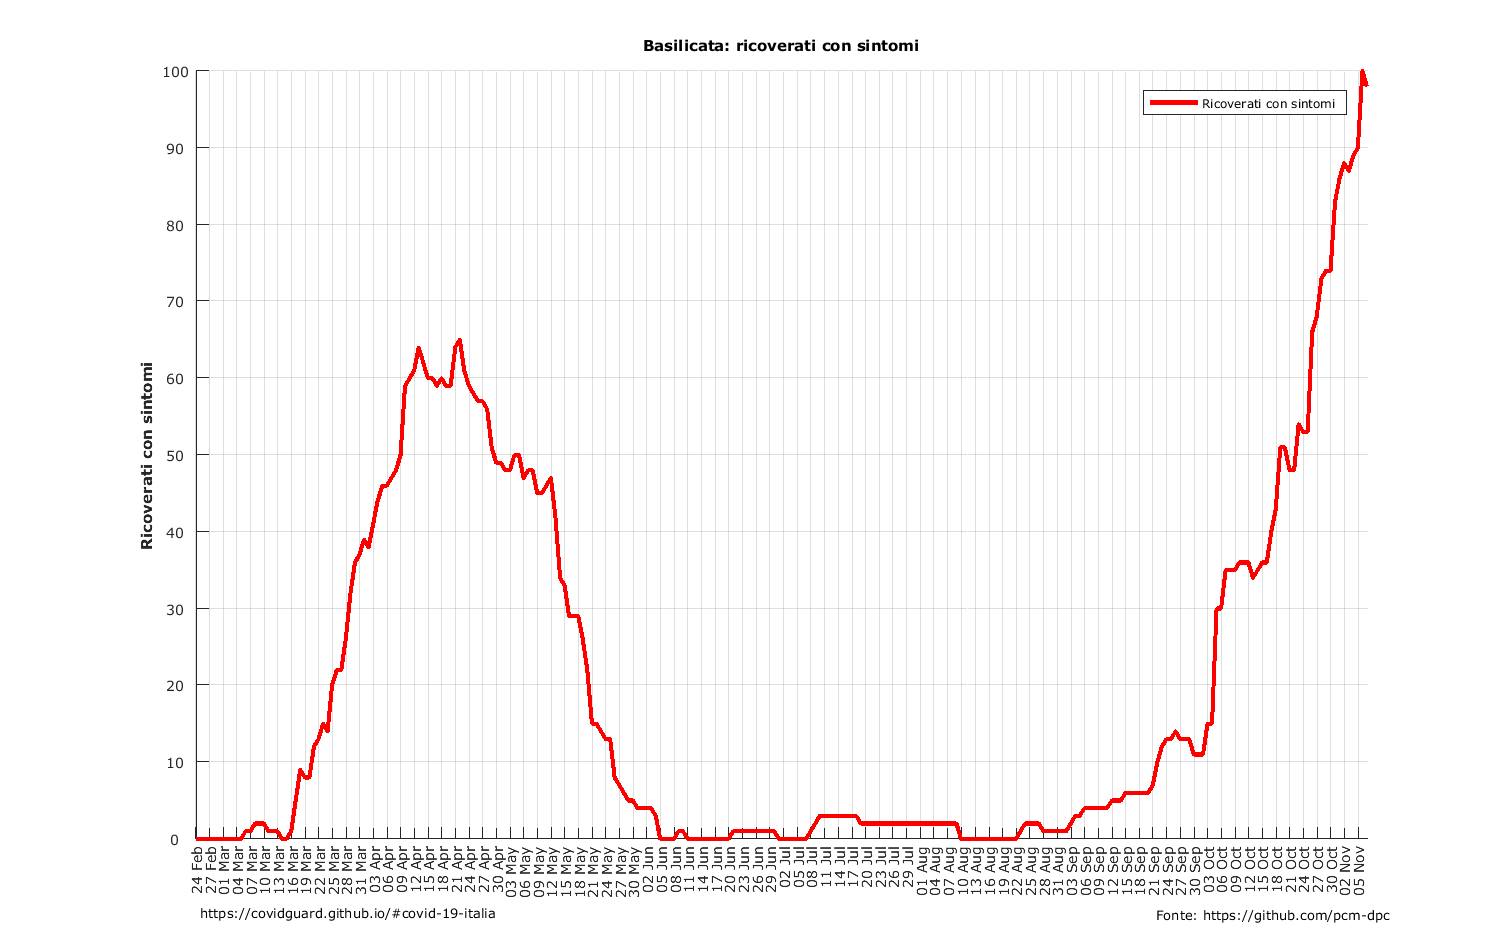 Basilicata: ricoverati con sintomi
Ricoverati con sintomi
Ricoverati con sintomi
100
90
80
70
60
50
40
30
20
10
0
24 Feb
27 Feb
01 Mar
04 Mar
07 Mar
10 Mar
13 Mar
16 Mar
19 Mar
22 Mar
25 Mar
28 Mar
31 Mar
03 Apr
06 Apr
09 Apr
12 Apr
15 Apr
18 Apr
21 Apr
24 Apr
27 Apr
30 Apr
03 May
06 May
09 May
12 May
15 May
18 May
21 May
24 May
27 May
30 May
02 Jun
05 Jun
08 Jun
11 Jun
14 Jun
17 Jun
20 Jun
23 Jun
26 Jun
29 Jun
02 Jul
05 Jul
08 Jul
11 Jul
14 Jul
17 Jul
20 Jul
23 Jul
26 Jul
29 Jul
01 Aug
04 Aug
07 Aug
10 Aug
13 Aug
16 Aug
19 Aug
22 Aug
25 Aug
28 Aug
31 Aug
03 Sep
06 Sep
09 Sep
12 Sep
15 Sep
18 Sep
21 Sep
24 Sep
27 Sep
30 Sep
03 Oct
06 Oct
09 Oct
12 Oct
15 Oct
18 Oct
21 Oct
24 Oct
27 Oct
30 Oct
02 Nov
05 Nov
https://covidguard.github.io/#covid-19-italia
Fonte: https://github.com/pcm-dpc